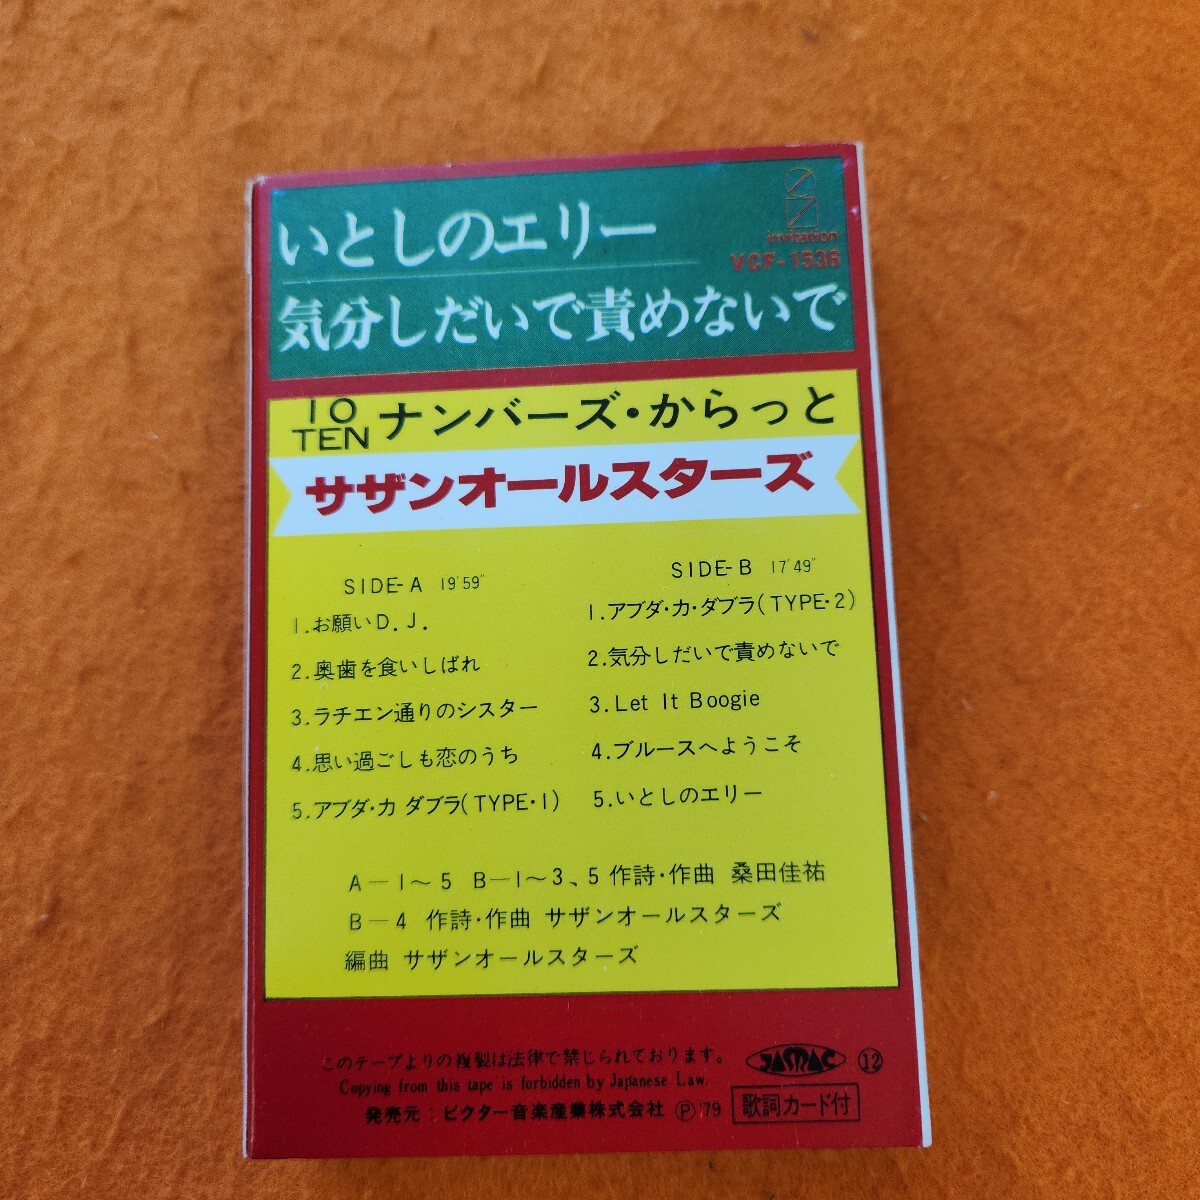 いとしのエリー
invitation
VCF-1536
気分しだいで責めないで
10
TEN
ナンバーズ・からっと
サザンオールスターズ
SIDE-A 19'59"
1.お願いD.J.
2.奥歯を食いしばれ
3.ラチエン通りのシスター
4.思い過ごしも恋のうち
5.アブダ・カ ダブラ(TYPE・1)
SIDE-B 17'49"
1.アブダ・カ・ダブラ(TYPE・2)
2.気分しだいで責めないで
3.Let It Boogie
4.ブルースへようこそ
5.いとしのエリー
A—1〜5 B—1〜3、5 作詩・作曲 桑田佳祐
B—4 作詩・作曲 サザンオールスターズ
編曲 サザンオールスターズ
このテープよりの複製は法律で禁じられております。
Copying from this tape is forbidden by Japanese Law.
JASRAC ⑫
発売元:ビクター音楽産業株式会社 Ⓟ'79
歌詞カード付